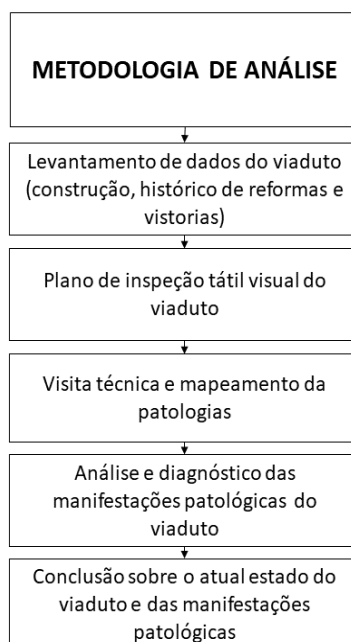 METODOLOGIA DE ANÁLISE
Levantamento de dados do viaduto
(construção, histórico de reformas e
vistorias)
Plano de inspeção tátil visual do
viaduto
Visita técnica e mapeamento da
patologias
Análise e diagnóstico das
manifestações patológicas do
viaduto
Conclusão sobre o atual estado do
viaduto e das manifestações
patológicas